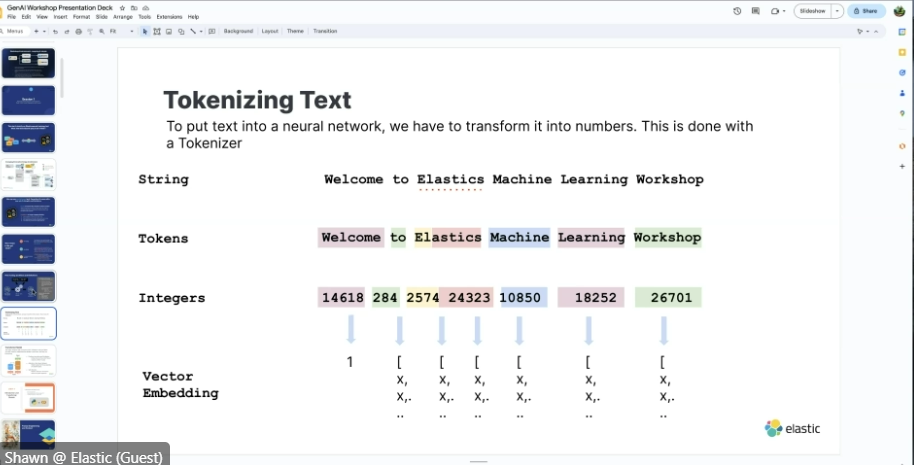 GenAI Workshop Presentation Deck
File Edit View Insert Format Slide Arrange Tools Extensions Help
Slideshow
Share
Menus
Fit
Background Layout Theme Transition
Tokenizing Text
To put text into a neural network, we have to transform it into numbers. This is done with
a Tokenizer
String Welcome to Elastics Machine Learning Workshop
Tokens Welcome to Elastics Machine Learning Workshop
Integers 14618 284 2574 24323 10850 18252 26701
1 [ [ [ [ [ [
Vector
Embedding
x, x, x, x, x, x,
x,. x,. x,. x,. x,. x,.
.. .. .. .. .. ..
elastic
Shawn @ Elastic (Guest)